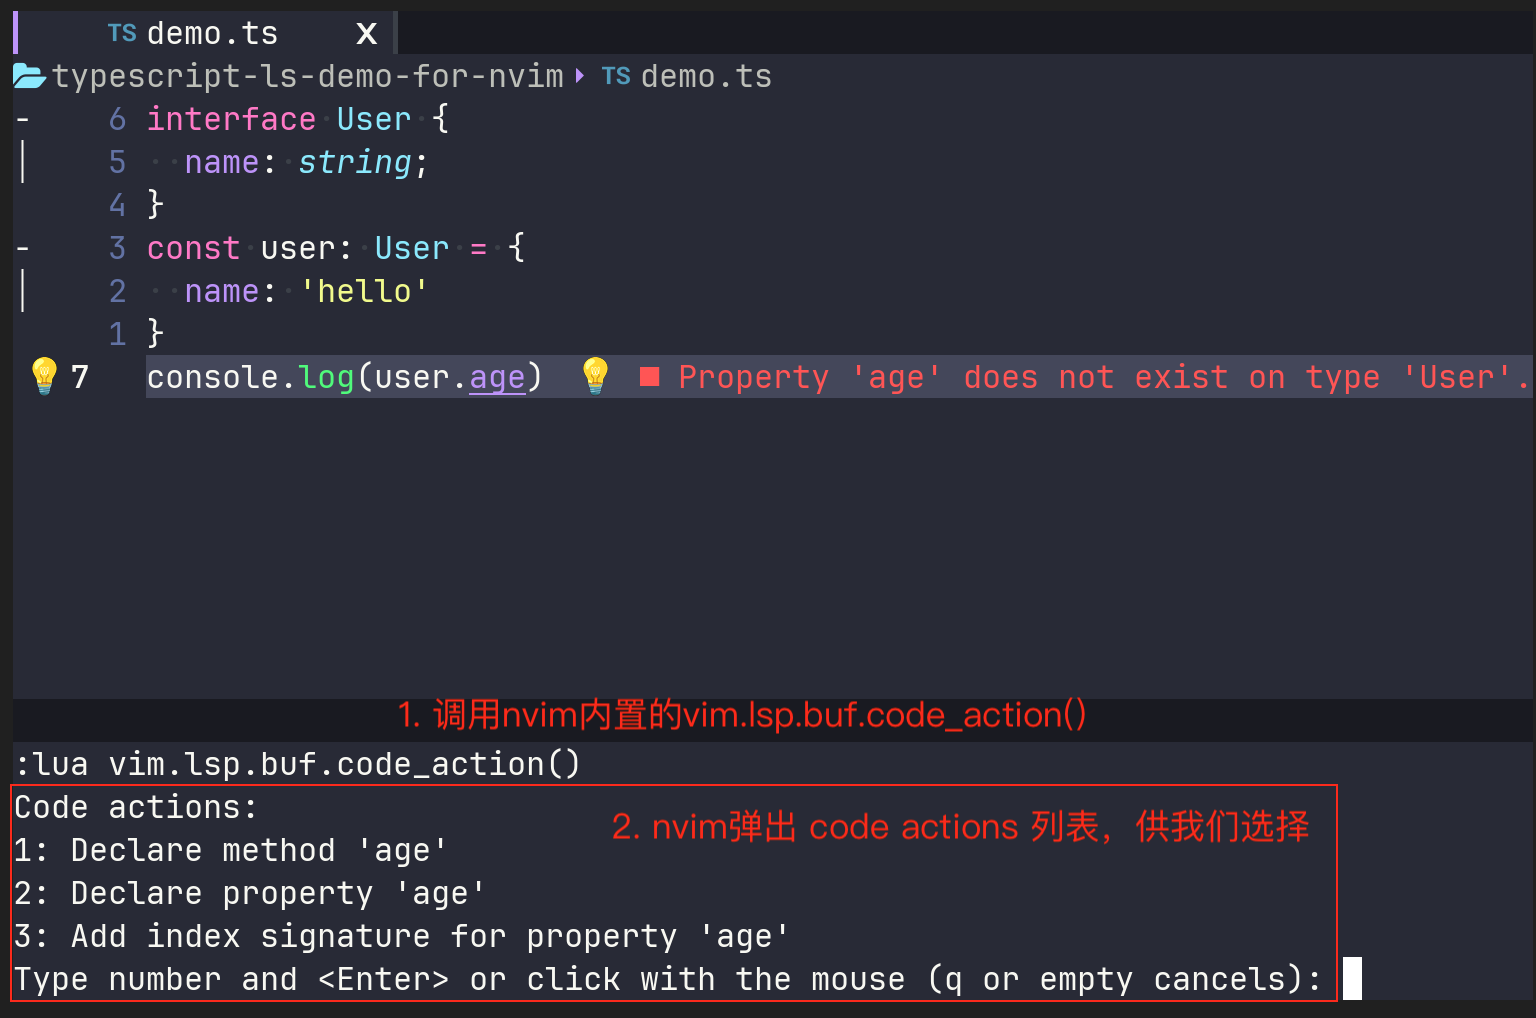 TS demo.ts X
typescript-ls-demo-for-nvim TS demo.ts
6 interface User {
5 name: string;
4 }
3 const user: User = {
2 name: 'hello'
1 }
7 console.log(user.age) Property 'age' does not exist on type 'User'.
1. 调用nvim内置的vim.lsp.buf.code_action()
:lua vim.lsp.buf.code_action()
Code actions:
2. nvim弹出 code actions 列表，供我们选择
1: Declare method 'age'
2: Declare property 'age'
3: Add index signature for property 'age'
Type number and <Enter> or click with the mouse (q or empty cancels):